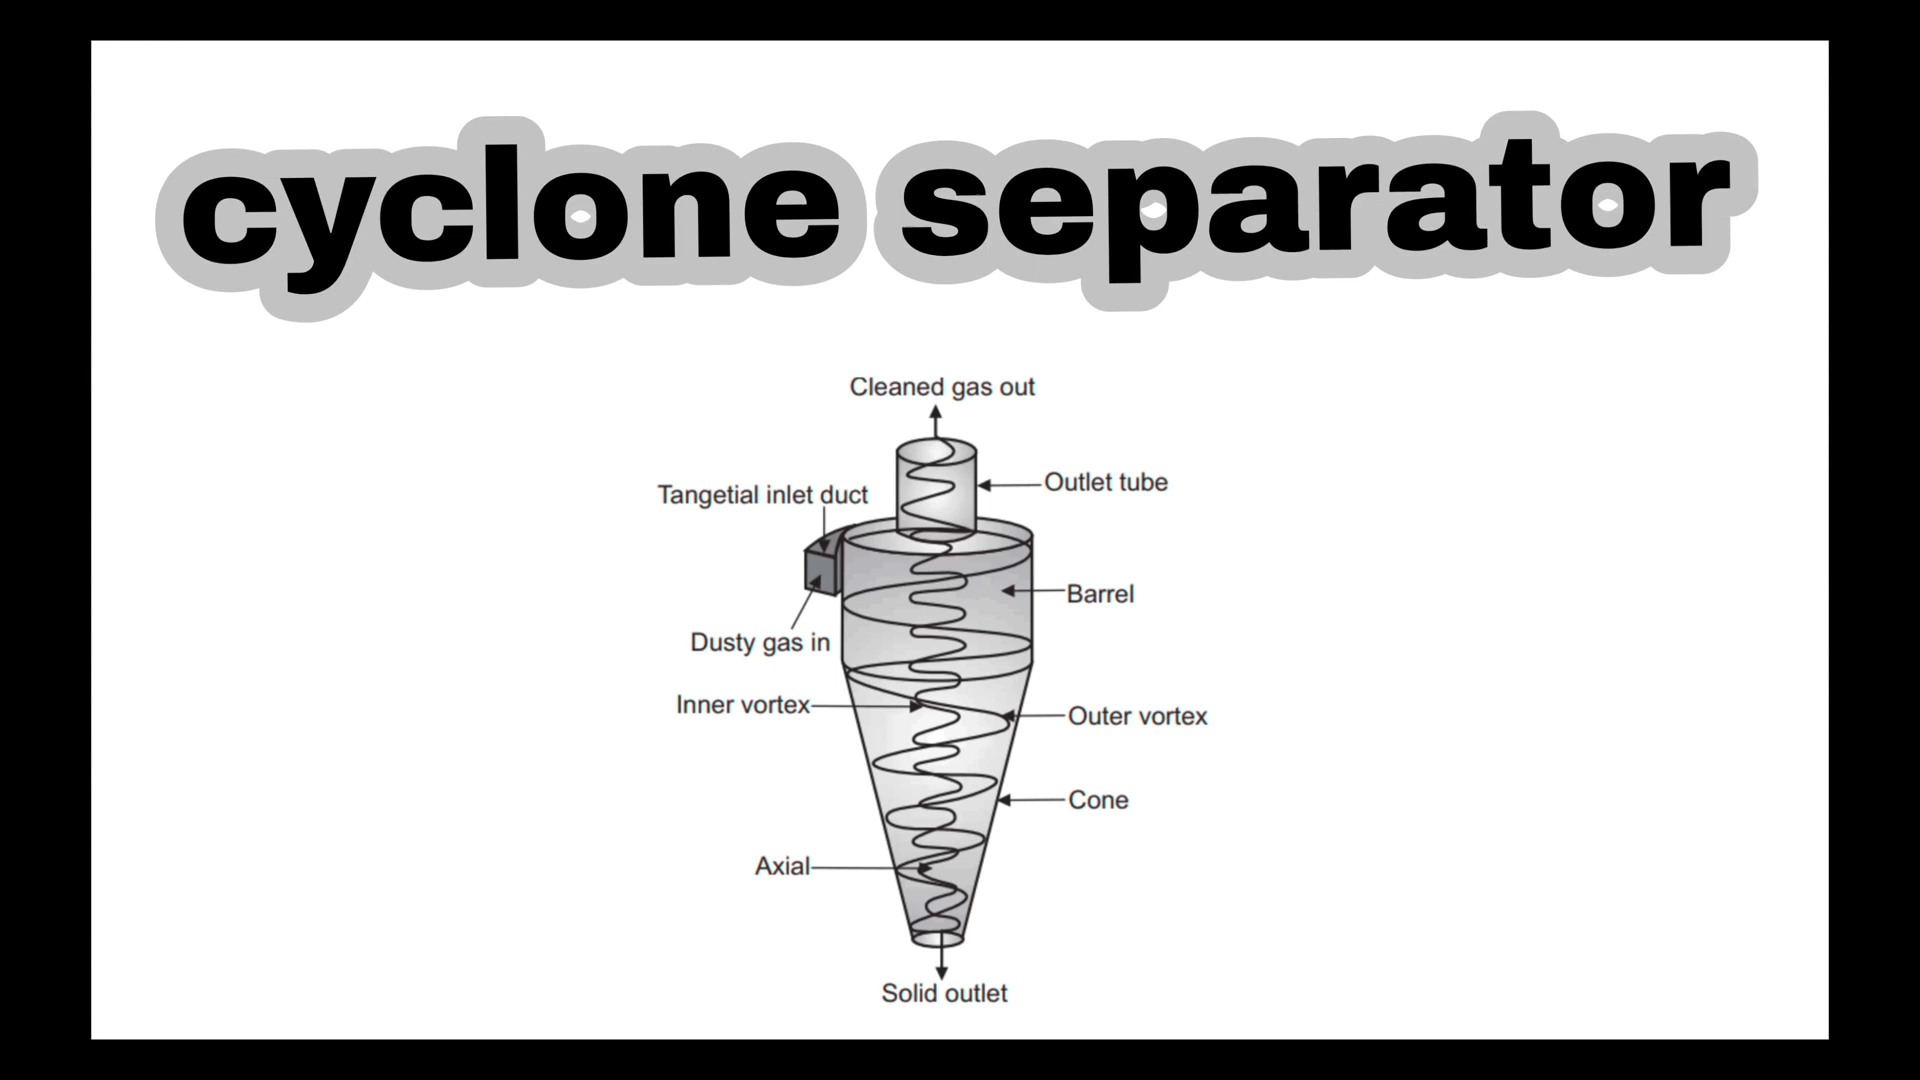 cyclone separator
Cleaned gas out
Outlet tube
Tangetial inlet duct
Barrel
Dusty gas in
Inner vortex
Outer vortex
Cone
Axial
Solid outlet